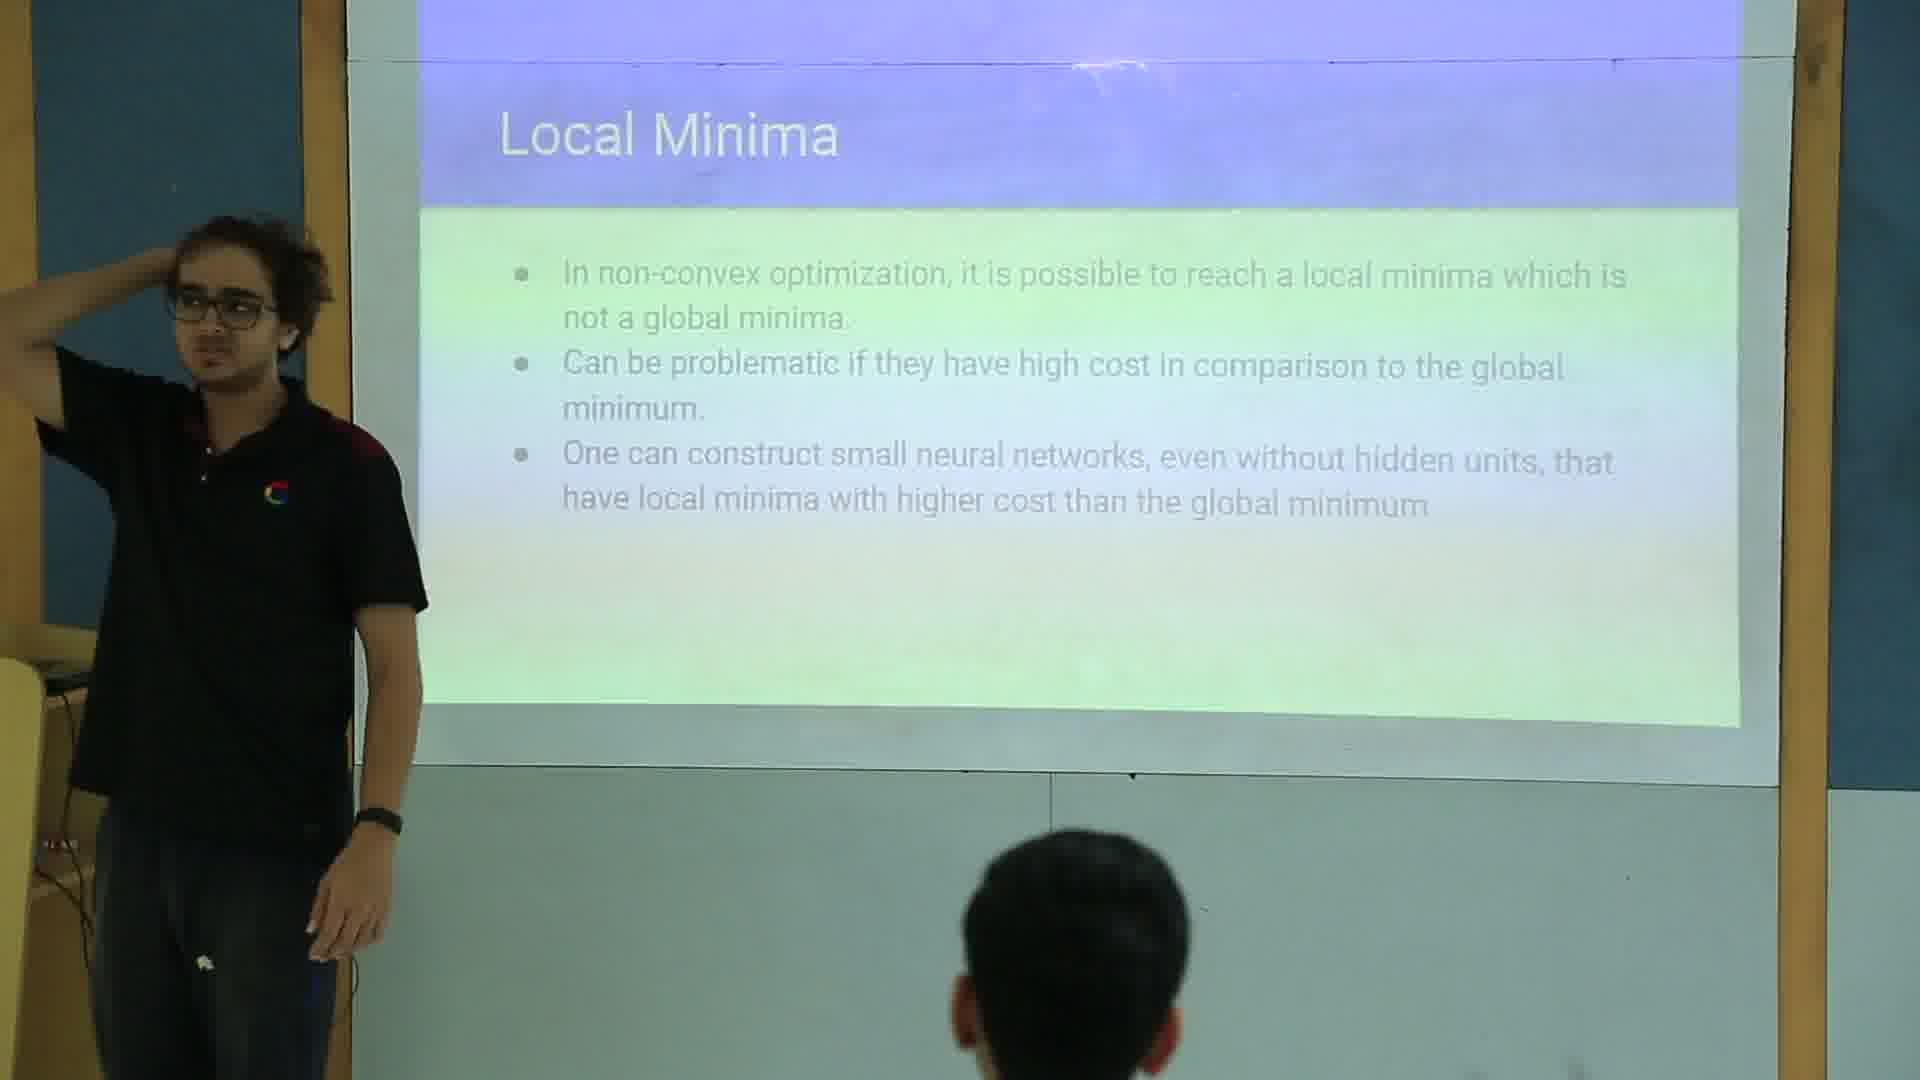 Local Minima
● In non-convex optimization, it is possible to reach a local minima which is
not a global minima.
● Can be problematic if they have high cost in comparison to the global
minimum.
● One can construct small neural networks, even without hidden units, that
have local minima with higher cost than the global minimum